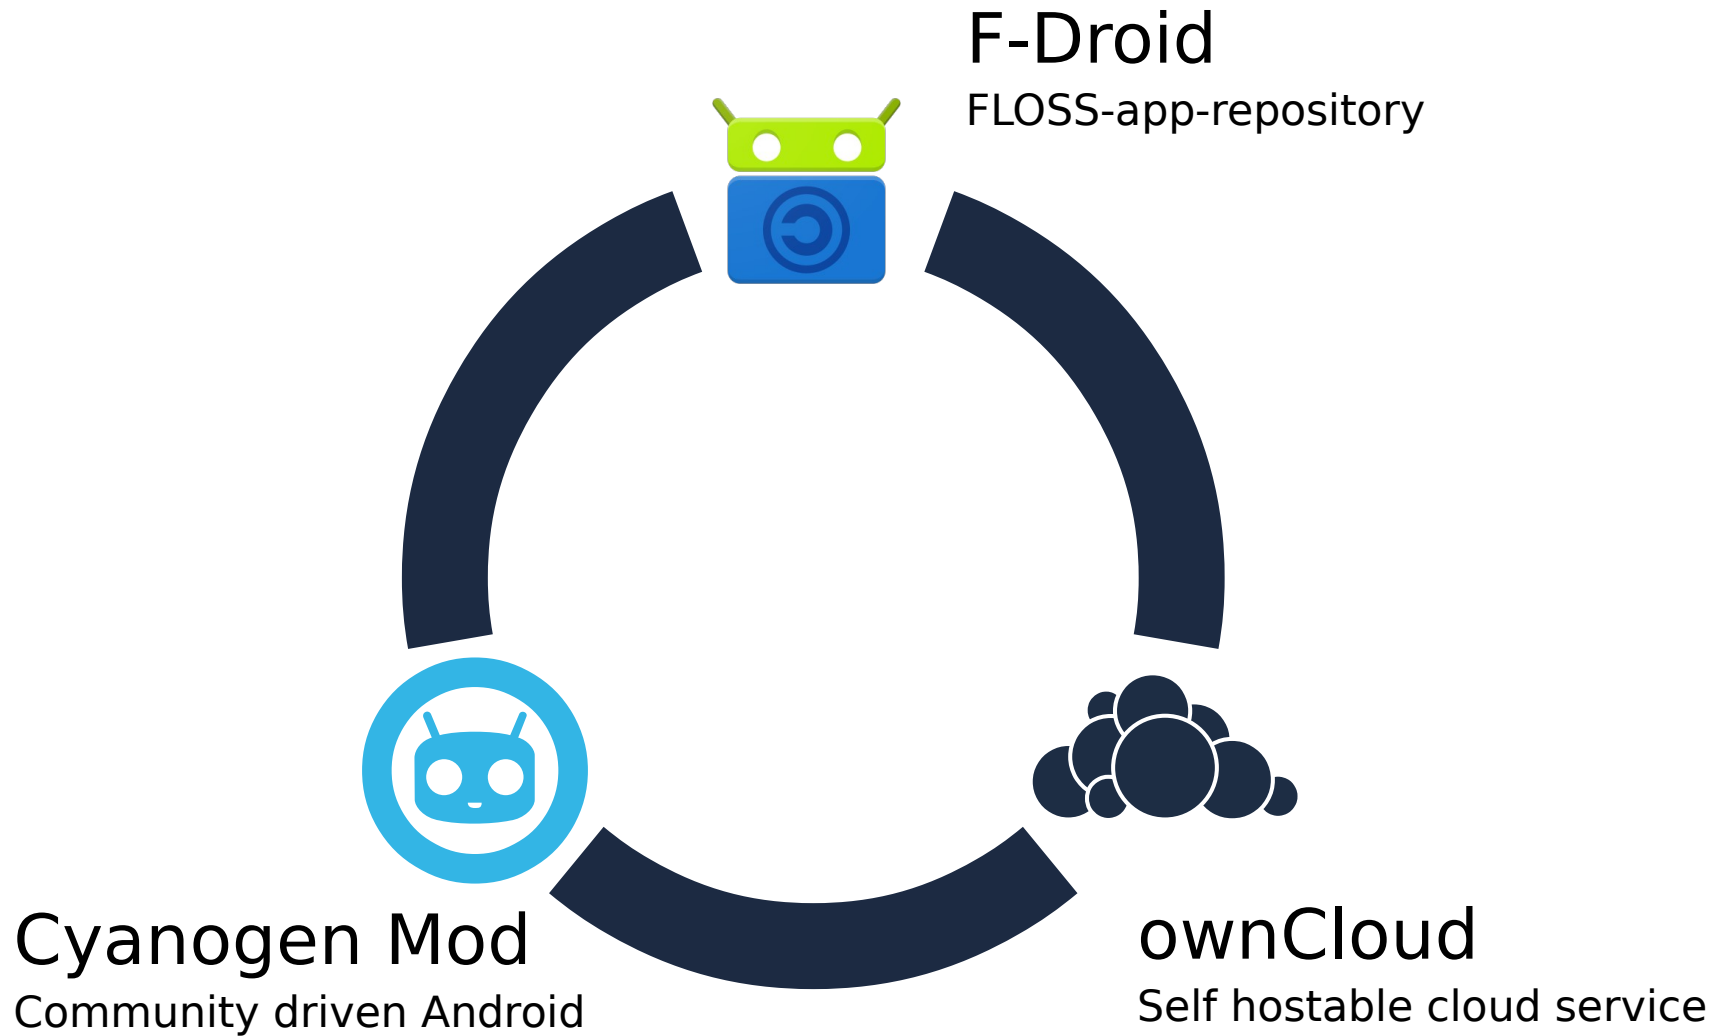 F-Droid
FLOSS-app-repository
Cyanogen Mod
Community driven Android
ownCloud
Self hostable cloud service